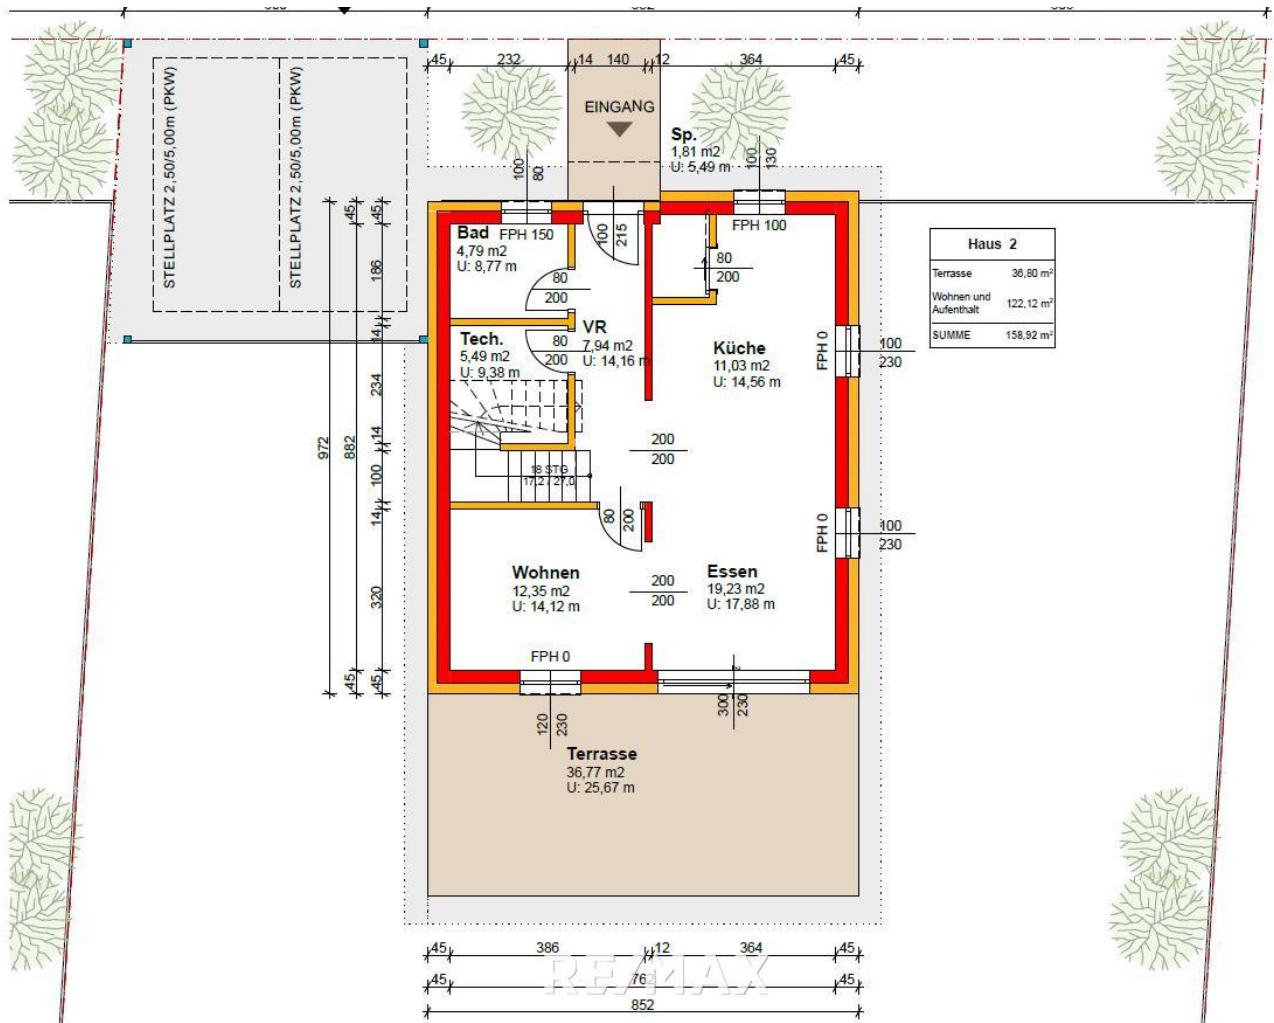 45
232
14
140
12
364
45
STELLPLATZ 2,50/5,00m (PKW)
STELLPLATZ 2,50/5,00m (PKW)
EINGANG
Sp.
1,81 m2
U: 5,49 m
100
80
100
130
Bad
4,79 m2
U: 8,77 m
FPH 150
100
215
FPH 100
80
200
80
200
Tech.
5,49 m2
U: 9,38 m
80
200
VR
7,94 m2
U: 14,16 m
Küche
11,03 m2
U: 14,56 m
FPH 0
100
230
Haus 2
Terrasse 36,80 m²
Wohnen und
Aufenthalt 122,12 m²
SUMME 158,92 m²
45
45
186
14
234
14
100
14
320
45
45
972
882
18 STG
17,2 / 27,0
200
200
80
200
FPH 0
100
230
Wohnen
12,35 m2
U: 14,12 m
200
200
Essen
19,23 m2
U: 17,88 m
FPH 0
120
230
300
230
Terrasse
36,77 m2
U: 25,67 m
45
386
12
364
45
RE/MAX
45
762
45
852